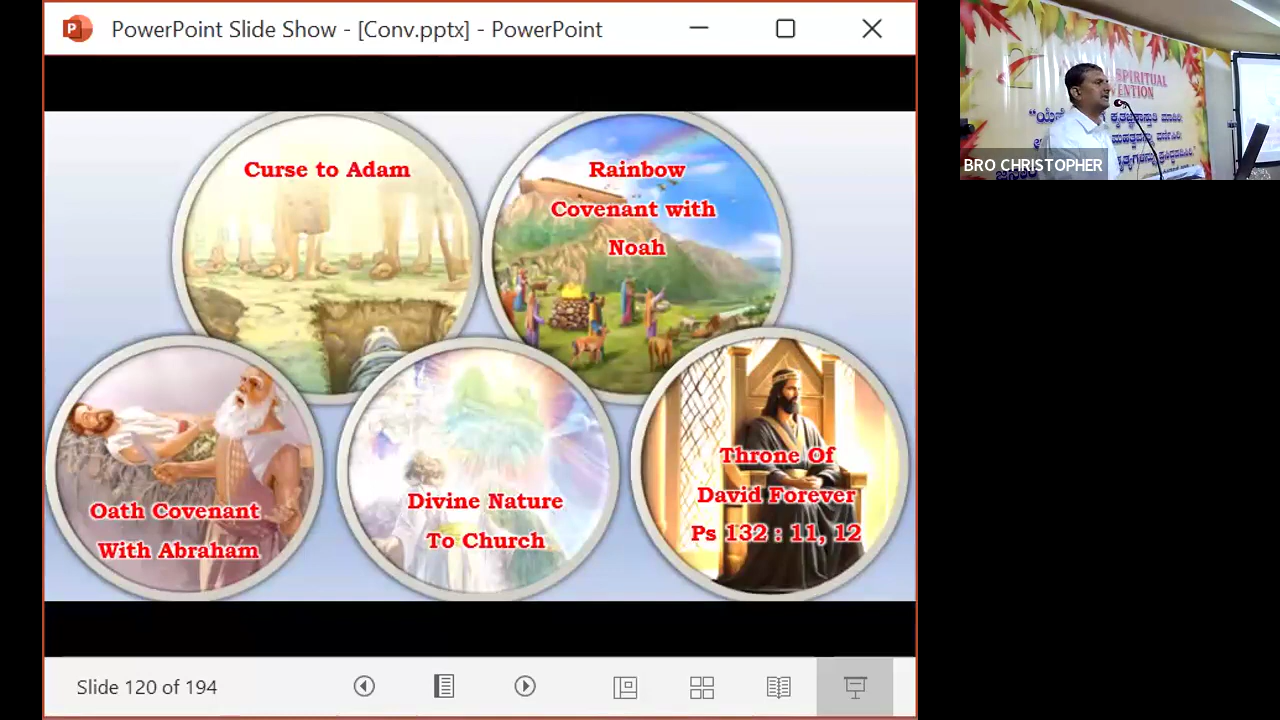 PowerPoint Slide Show - [Conv.pptx] - PowerPoint
Curse to Adam
Rainbow
Covenant with
Noah
Oath Covenant
With Abraham
Divine Nature
To Church
Throne Of
David Forever
Ps 132 : 11, 12
Slide 120 of 194
SPIRITUAL
BRO CHRISTOPHER